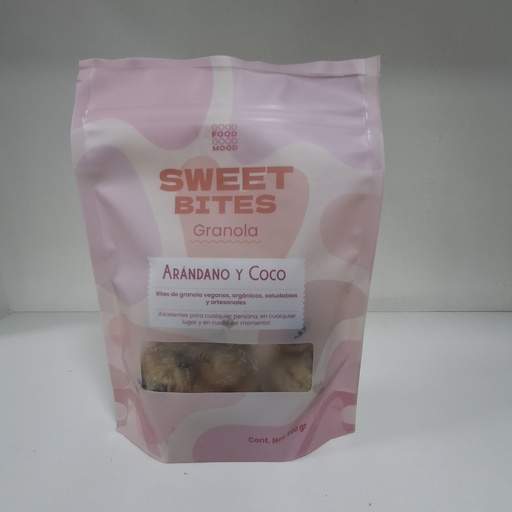 GOOD
FOOD
GOOD
MOOD
SWEET
BITES
Granola
ARÁNDANO Y COCO
Bites de granola veganos, orgánicos, saludables
y artesanales
¡Excelentes para cualquier persona, en cualquier
lugar y en cualquier momento!
Cont. gr